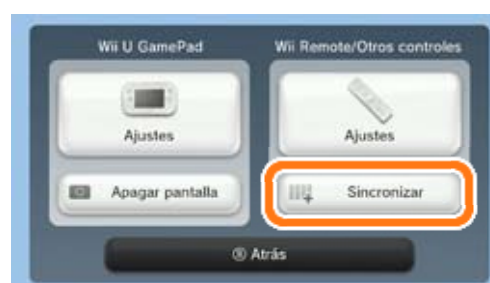 Wii U GamePad
Wii Remote/Otros controles
Ajustes
Ajustes
Apagar pantalla
Sincronizar
Ⓑ Atrás